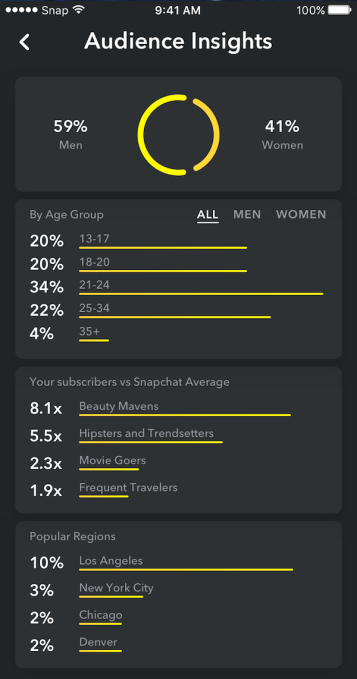 Snap 9:41 AM 100%
Audience Insights
59% 41%
Men Women
By Age Group ALL MEN WOMEN
20% 13-17
20% 18-20
34% 21-24
22% 25-34
4% 35+
Your subscribers vs Snapchat Average
8.1x Beauty Mavens
5.5x Hipsters and Trendsetters
2.3x Movie Goers
1.9x Frequent Travelers
Popular Regions
10% Los Angeles
3% New York City
2% Chicago
2% Denver